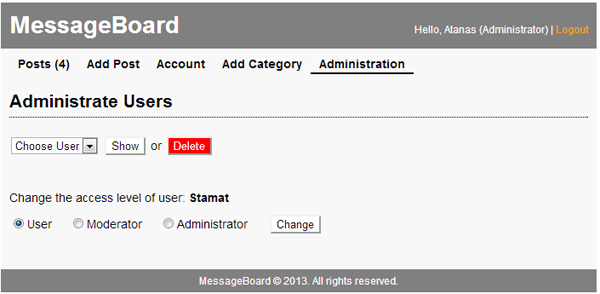 MessageBoard
Hello, Atanas (Administrator) | Logout
Posts (4) Add Post Account Add Category Administration
Administrate Users
Choose User Show or Delete
Change the access level of user: Stamat
User Moderator Administrator Change
MessageBoard © 2013. All rights reserved.